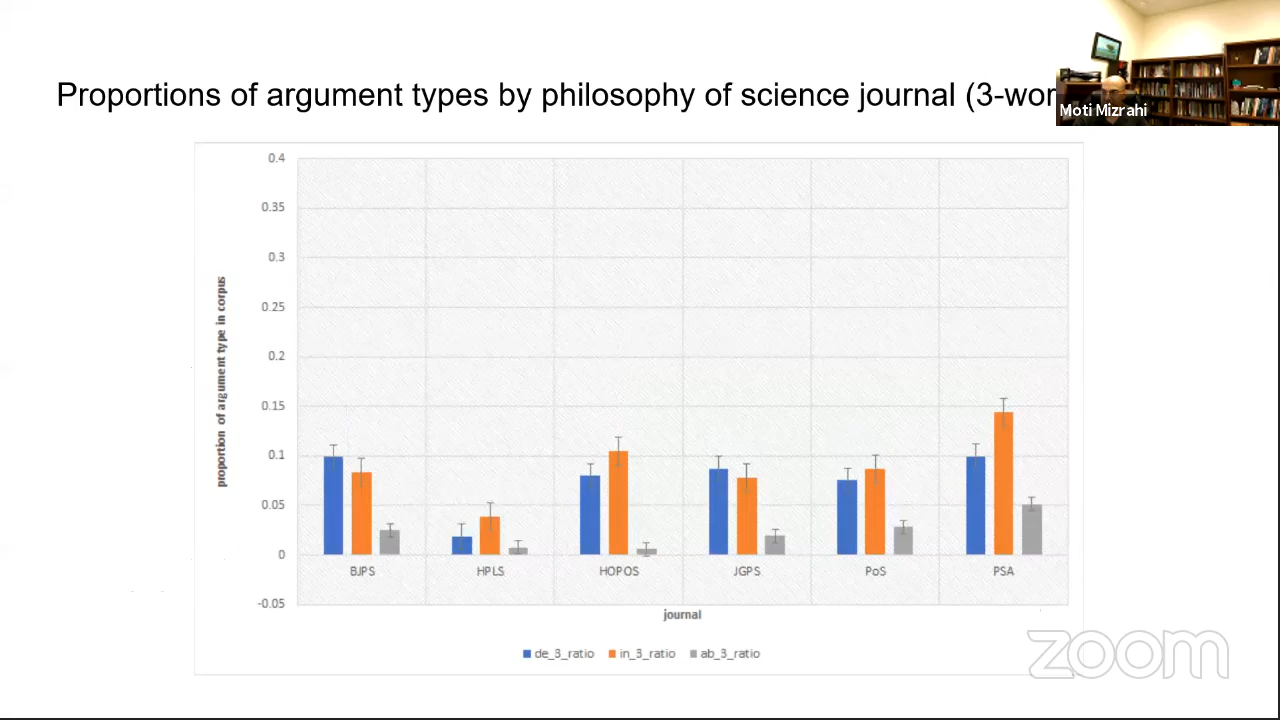 Proportions of argument types by philosophy of science journal (3-wor
Moti Mizrahi
0.4
0.35
0.3
0.25
0.2
0.15
0.1
0.05
0
-0.05
proportion of argument type in corpus
BJPS HPLS HOPOS JGPS PoS PSA
journal
de_3_ratio in_3_ratio ab_3_ratio
zoom